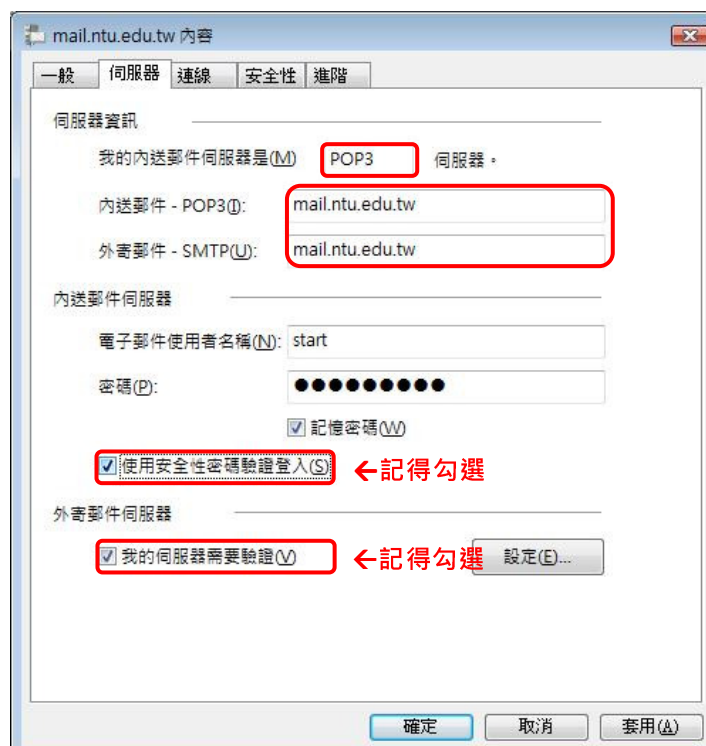 mail.ntu.edu.tw 內容
一般 伺服器 連線 安全性 進階
伺服器資訊
我的內送郵件伺服器是(M) POP3 伺服器。
內送郵件 - POP3(I): mail.ntu.edu.tw
外寄郵件 - SMTP(U): mail.ntu.edu.tw
內送郵件伺服器
電子郵件使用者名稱(N): start
密碼(P): ●●●●●●●●●
記憶密碼(W)
使用安全性密碼驗證登入(S) ←記得勾選
外寄郵件伺服器
我的伺服器需要驗證(V) ←記得勾選 設定(E)...
確定 取消 套用(A)